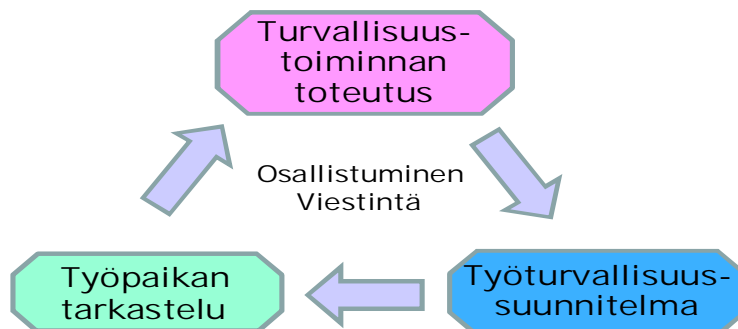 Turvallisuus-
toiminnan
toteutus
Osallistuminen
Viestintä
Työpaikan
tarkastelu
Työturvallisuus-
suunnitelma